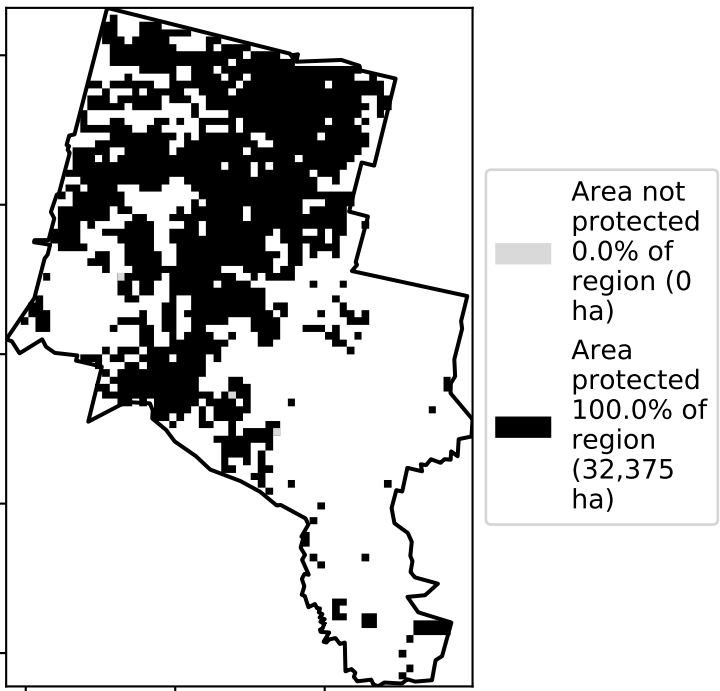 Area not
protected
0.0% of
region (0
ha)
Area
protected
100.0% of
region
(32,375
ha)